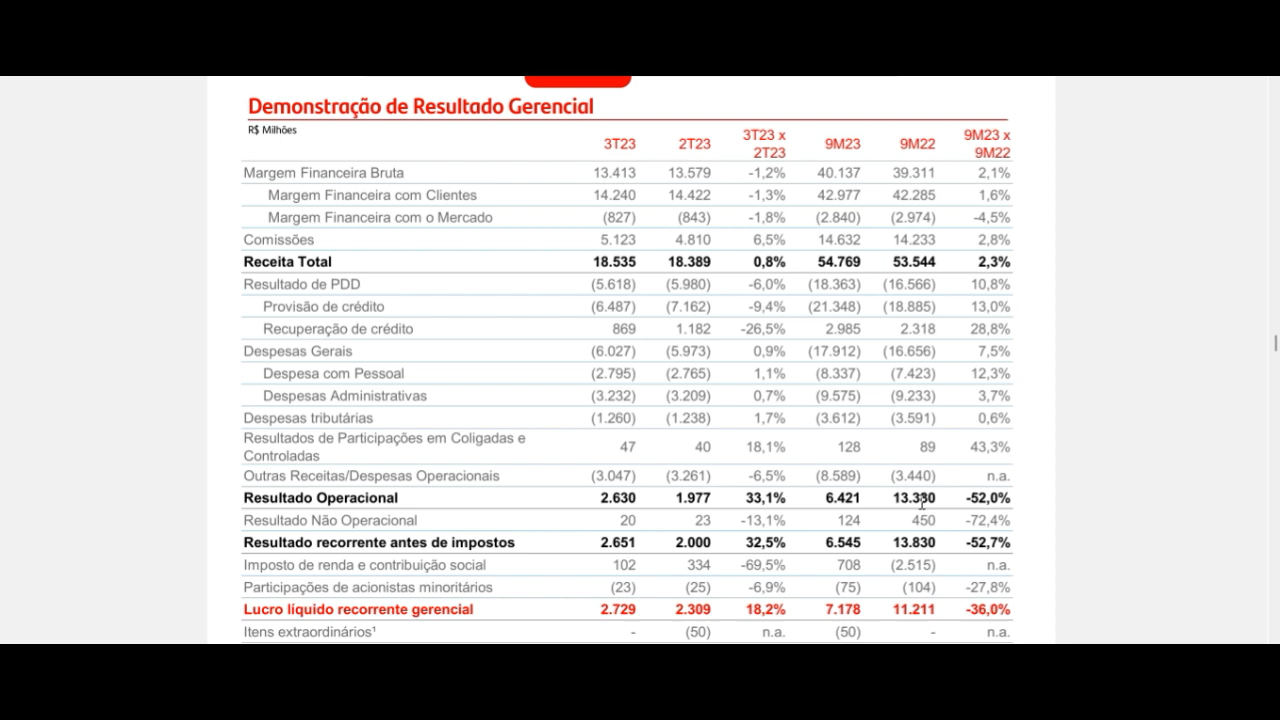 Demonstração de Resultado Gerencial
R$ Milhões
3T23 2T23 3T23 x 2T23 9M23 9M22 9M23 x 9M22
Margem Financeira Bruta 13.413 13.579 -1,2% 40.137 39.311 2,1%
Margem Financeira com Clientes 14.240 14.422 -1,3% 42.977 42.285 1,6%
Margem Financeira com o Mercado (827) (843) -1,8% (2.840) (2.974) -4,5%
Comissões 5.123 4.810 6,5% 14.632 14.233 2,8%
Receita Total 18.535 18.389 0,8% 54.769 53.544 2,3%
Resultado de PDD (5.618) (5.980) -6,0% (18.363) (16.566) 10,8%
Provisão de crédito (6.487) (7.162) -9,4% (21.348) (18.885) 13,0%
Recuperação de crédito 869 1.182 -26,5% 2.985 2.318 28,8%
Despesas Gerais (6.027) (5.973) 0,9% (17.912) (16.656) 7,5%
Despesa com Pessoal (2.795) (2.765) 1,1% (8.337) (7.423) 12,3%
Despesas Administrativas (3.232) (3.209) 0,7% (9.575) (9.233) 3,7%
Despesas tributárias (1.260) (1.238) 1,7% (3.612) (3.591) 0,6%
Resultados de Participações em Coligadas e
Controladas 47 40 18,1% 128 89 43,3%
Outras Receitas/Despesas Operacionais (3.047) (3.261) -6,5% (8.589) (3.440) n.a.
Resultado Operacional 2.630 1.977 33,1% 6.421 13.380 -52,0%
Resultado Não Operacional 20 23 -13,1% 124 450 -72,4%
Resultado recorrente antes de impostos 2.651 2.000 32,5% 6.545 13.830 -52,7%
Imposto de renda e contribuição social 102 334 -69,5% 708 (2.515) n.a.
Participações de acionistas minoritários (23) (25) -6,9% (75) (104) -27,8%
Lucro líquido recorrente gerencial 2.729 2.309 18,2% 7.178 11.211 -36,0%
Itens extraordinários¹ - (50) n.a. (50) - n.a.